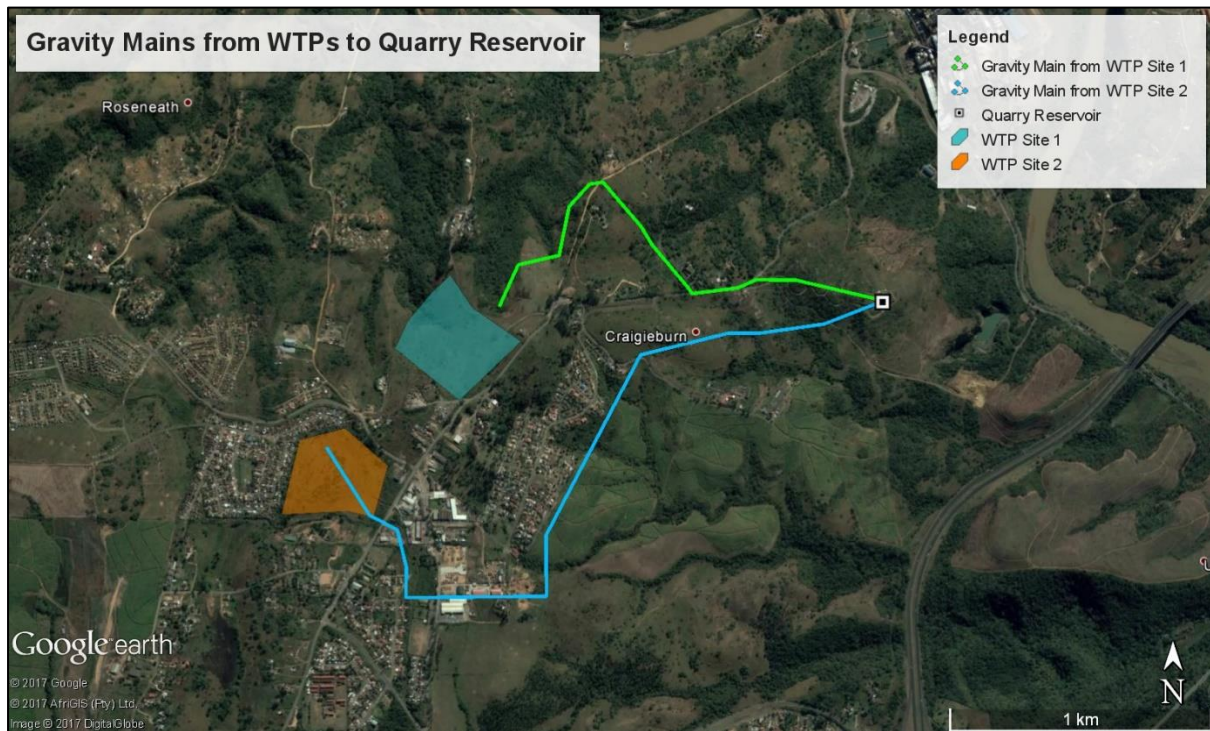 Gravity Mains from WTPs to Quarry Reservoir
Legend
Gravity Main from WTP Site 1
Gravity Main from WTP Site 2
Quarry Reservoir
WTP Site 1
WTP Site 2
Roseneath
Craigieburn
U
Google earth
© 2017 Google
© 2017 AfriGIS (Pty) Ltd.
Image © 2017 DigitalGlobe
N
1 km